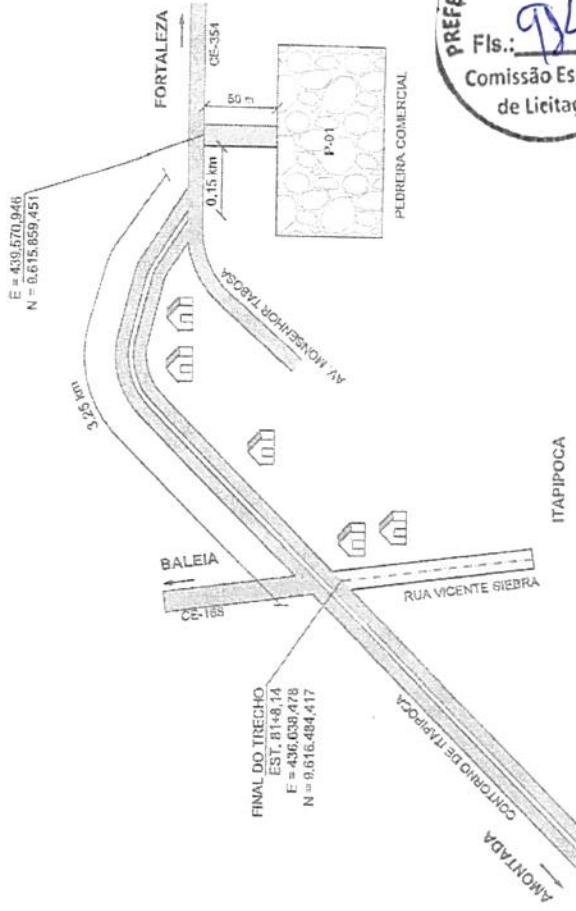 E = 439.570,946
N = 9.615.859,451
FORTALEZA
CE-354
50 m
0,15 km
P-01
PEDREIRA COMERCIAL
AV. MONSENHOR TABOSA
3,25 km
BALEIA
CE-168
RUA VICENTE SIEBRA
ITAPIPOCA
FINAL DO TRECHO
EST. 81+8,14
E = 436.638,478
N = 9.616.484,417
CONTORNO DE ITAPIPOCA
AMONTADA
PREFE
Fls.:
Comissão Es
de Licitaç